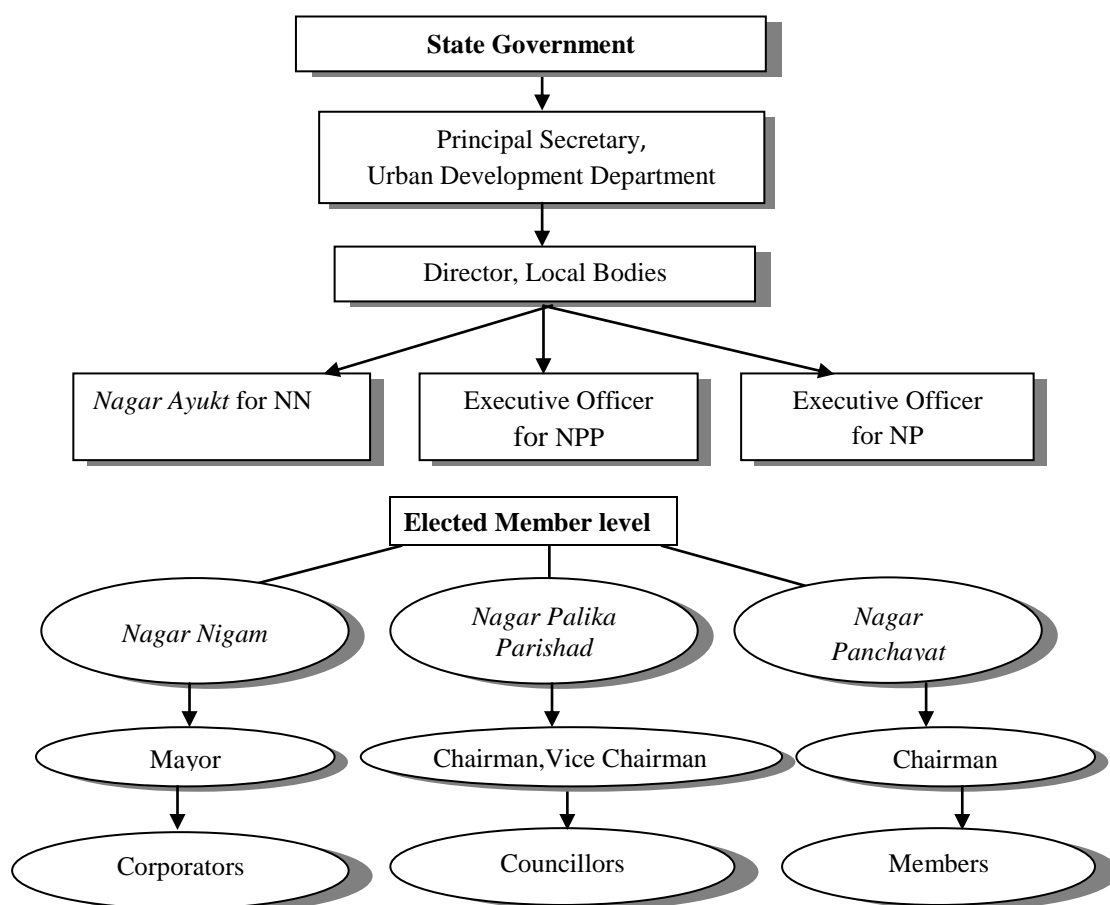 State Government
Principal Secretary,
Urban Development Department
Director, Local Bodies
Nagar Ayukt for NN
Executive Officer
for NPP
Executive Officer
for NP
Elected Member level
Nagar Nigam
Nagar Palika
Parishad
Nagar
Panchayat
Mayor
Chairman,Vice Chairman
Chairman
Corporators
Councillors
Members